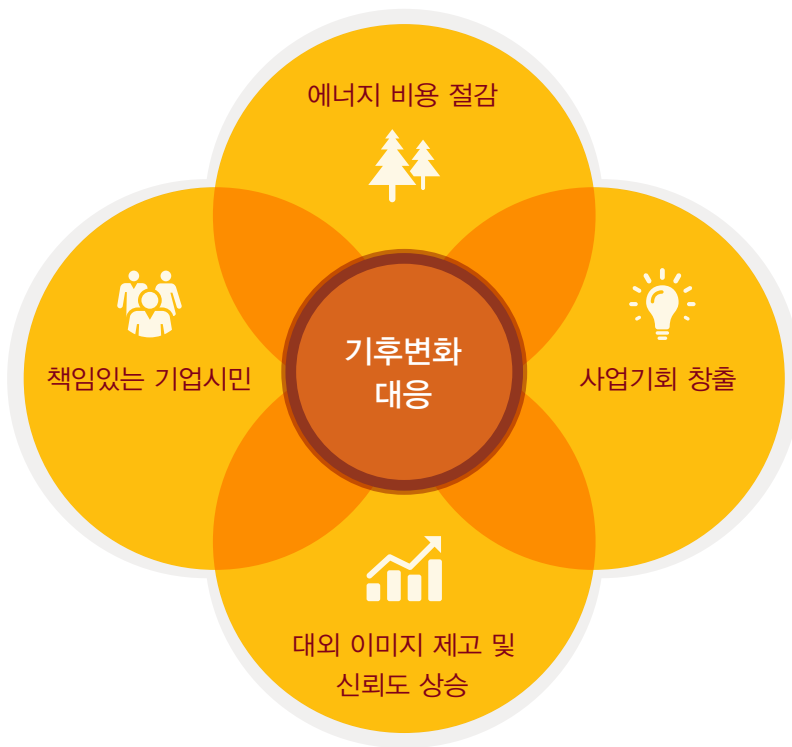 에너지 비용 절감
책임있는 기업시민
기후변화
대응
사업기회 창출
대외 이미지 제고 및
신뢰도 상승